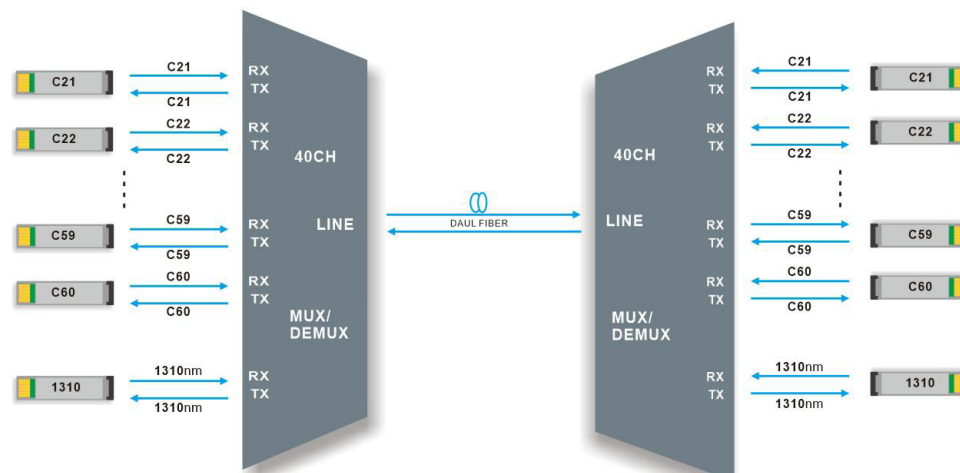 C21
C21
RX
TX
C21
C22
C22
RX
TX
C22
40CH
C59
C59
RX
TX
C59
LINE
C60
C60
RX
TX
C60
MUX/
DEMUX
1310
1310nm
RX
TX
1310nm
DAUL FIBER
RX
TX
C21
C21
C21
RX
TX
C22
C22
C22
40CH
RX
TX
C59
C59
C59
LINE
RX
TX
C60
C60
C60
MUX/
DEMUX
RX
TX
1310nm
1310nm
1310